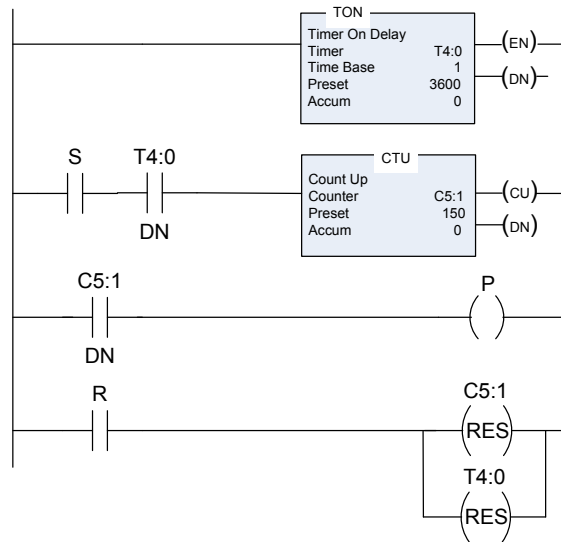 TON
Timer On Delay
Timer T4:0
Time Base 1
Preset 3600
Accum 0
(EN)
(DN)
S T4:0
DN
CTU
Count Up
Counter C5:1
Preset 150
Accum 0
(CU)
(DN)
C5:1 P
DN
R C5:1
RES
T4:0
RES